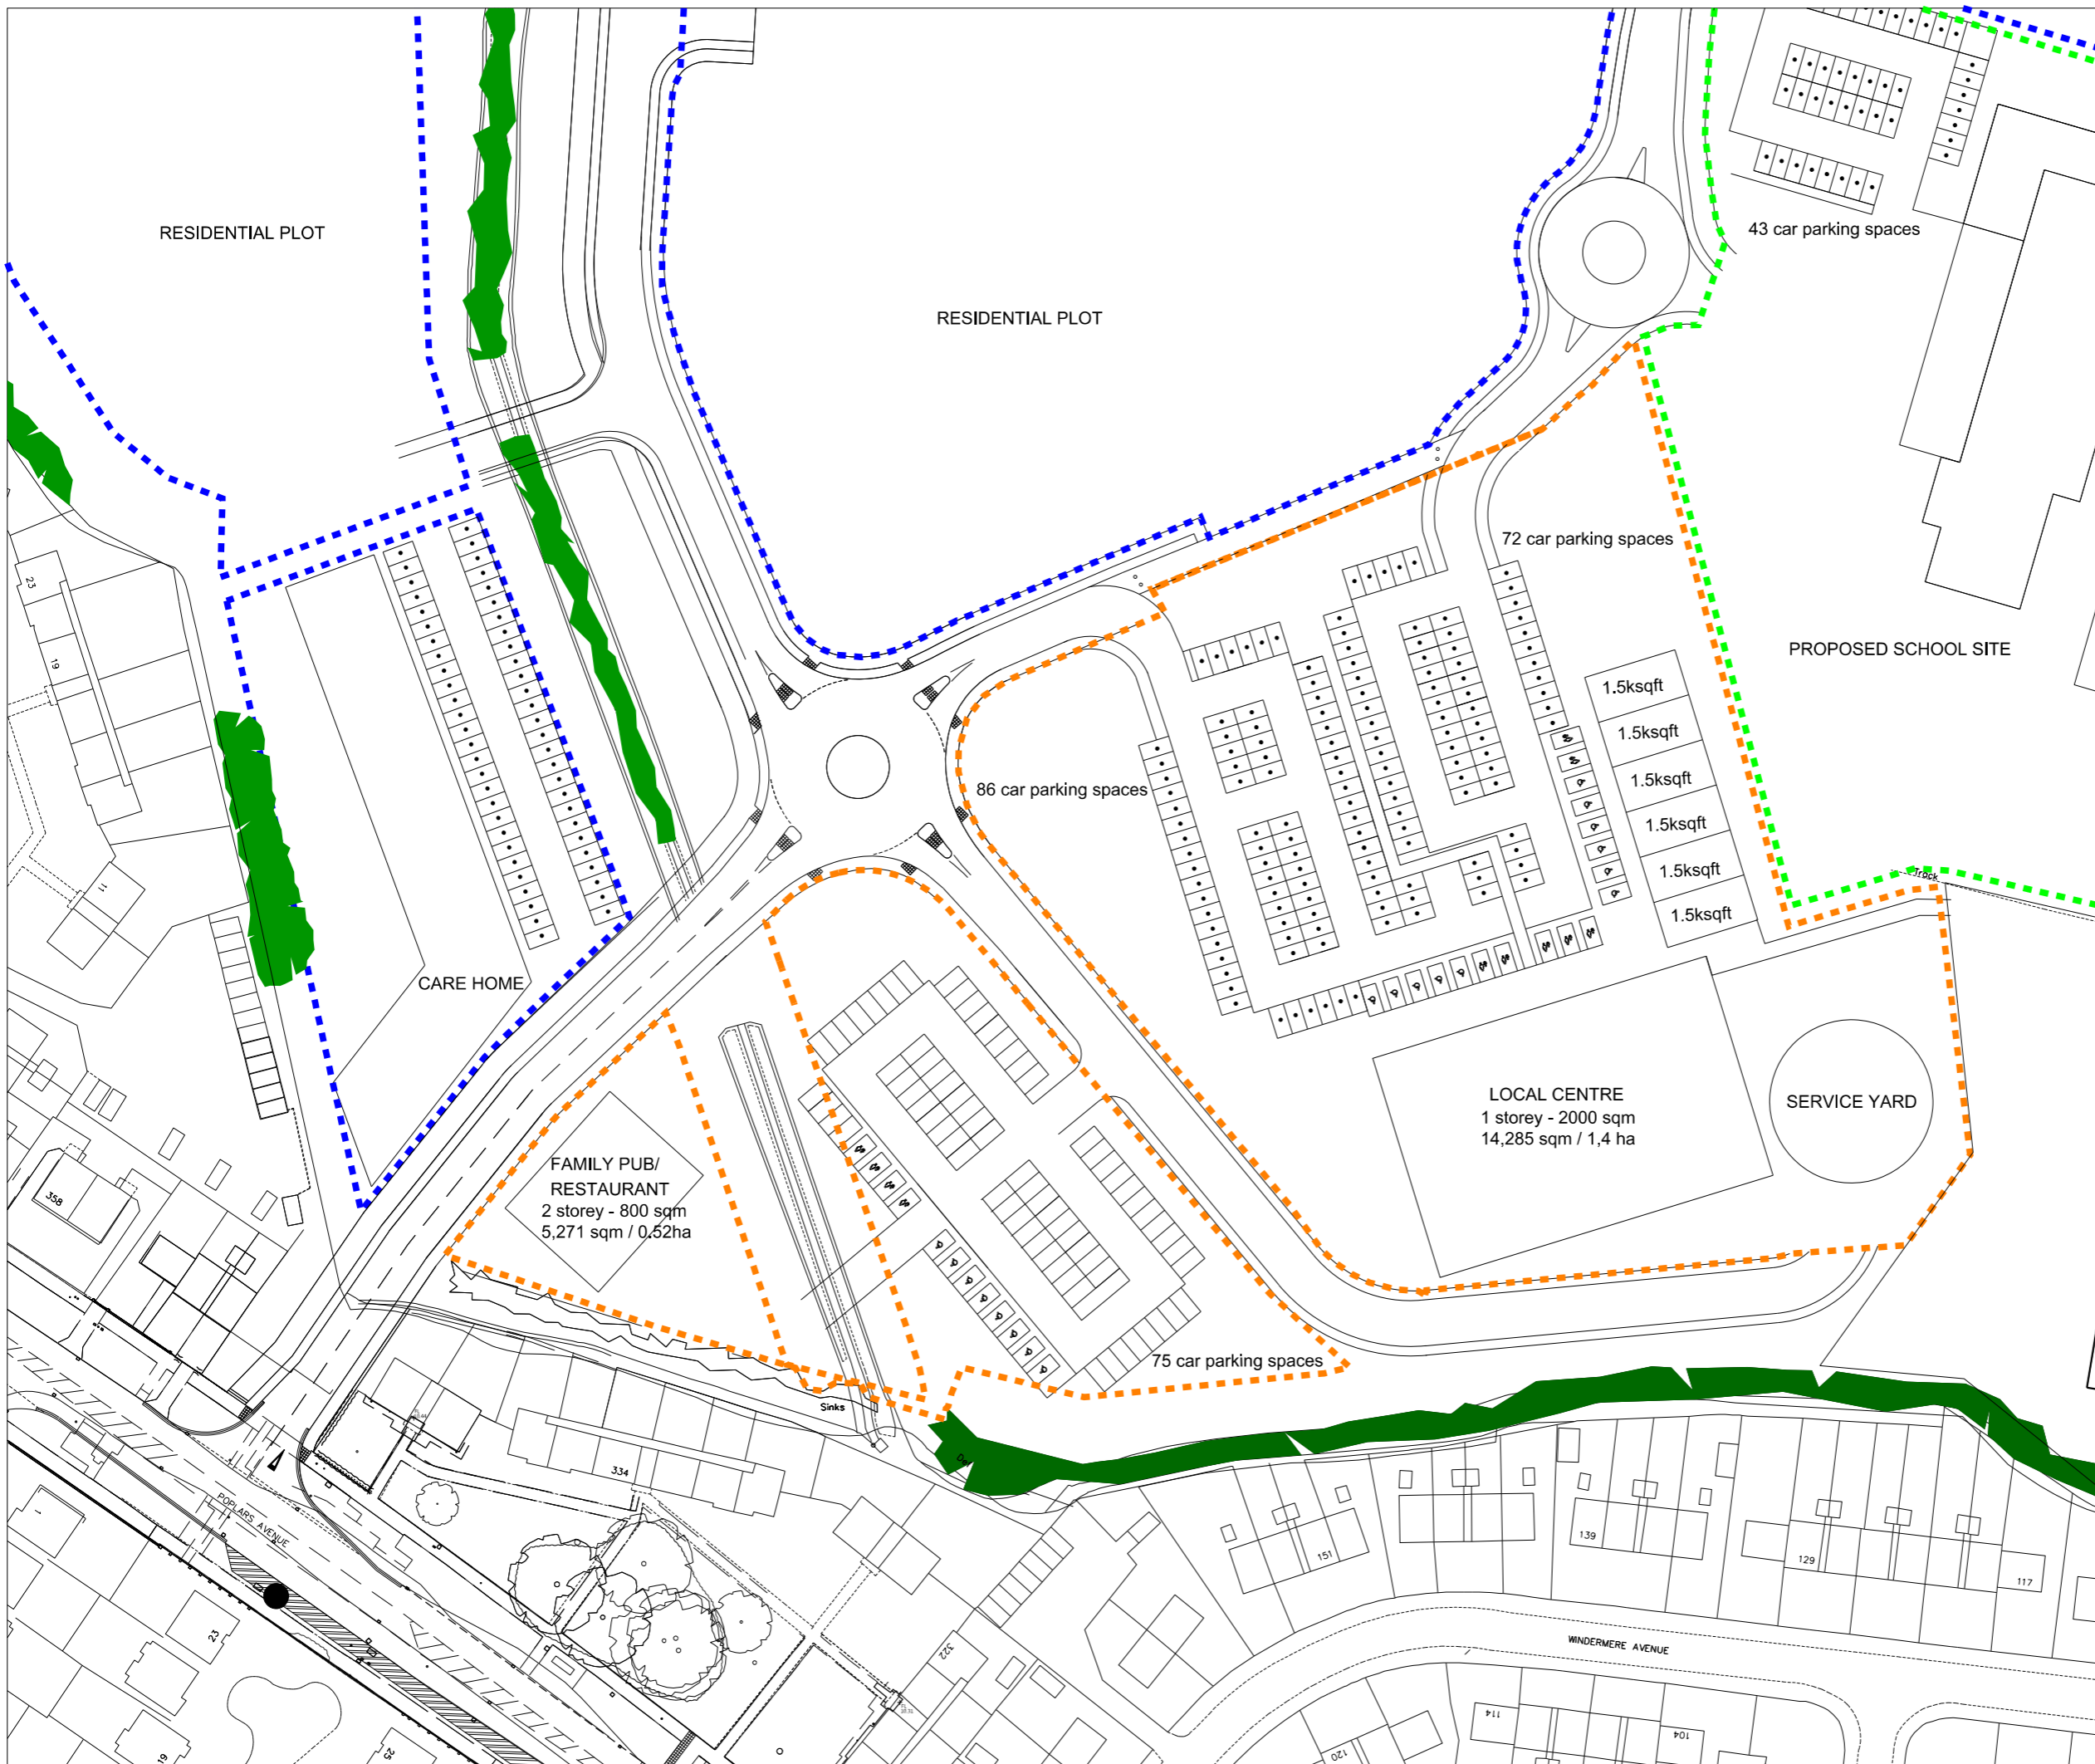 RESIDENTIAL PLOT
RESIDENTIAL PLOT
43 car parking spaces
72 car parking spaces
PROPOSED SCHOOL SITE
1.5ksqft
1.5ksqft
1.5ksqft
1.5ksqft
1.5ksqft
1.5ksqft
86 car parking spaces
Track
CARE HOME
LOCAL CENTRE
1 storey - 2000 sqm
14,285 sqm / 1,4 ha
SERVICE YARD
FAMILY PUB/
RESTAURANT
2 storey - 800 sqm
5,271 sqm / 0.52ha
75 car parking spaces
Sinks
23
19
11
358
334
322
POPLARS AVENUE
1
23
19
25
151
139
129
117
WINDERMERE AVENUE
114
104
120